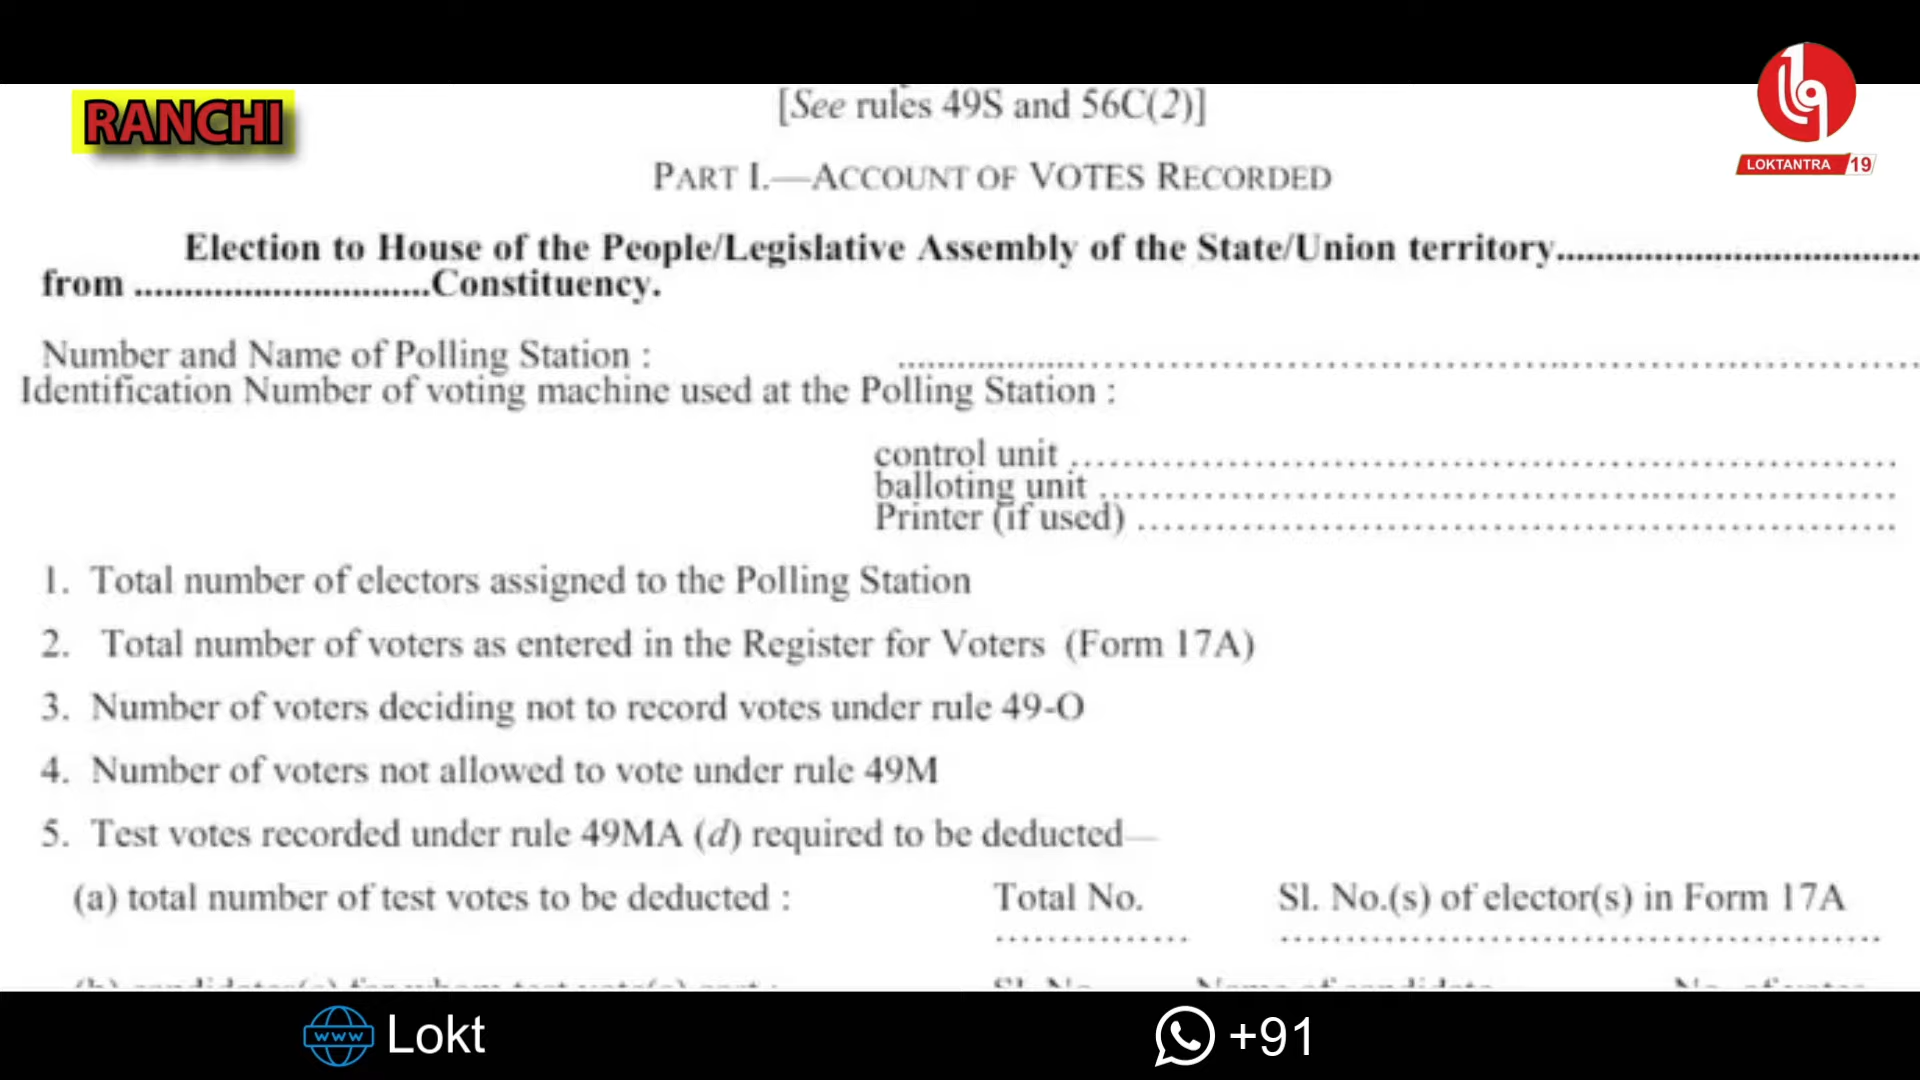 RANCHI
LOKTANTRA 19
[See rules 49S and 56C(2)]
PART I.—ACCOUNT OF VOTES RECORDED
Election to House of the People/Legislative Assembly of the State/Union territory....................................
from ..............................Constituency.
Number and Name of Polling Station : ................................................................................
Identification Number of voting machine used at the Polling Station :
control unit ................................................................
balloting unit ..............................................................
Printer (if used) ...........................................................
1. Total number of electors assigned to the Polling Station
2. Total number of voters as entered in the Register for Voters (Form 17A)
3. Number of voters deciding not to record votes under rule 49-O
4. Number of voters not allowed to vote under rule 49M
5. Test votes recorded under rule 49MA (d) required to be deducted—
(a) total number of test votes to be deducted : Total No. Sl. No.(s) of elector(s) in Form 17A
............... ..............................................
www Lokt +91